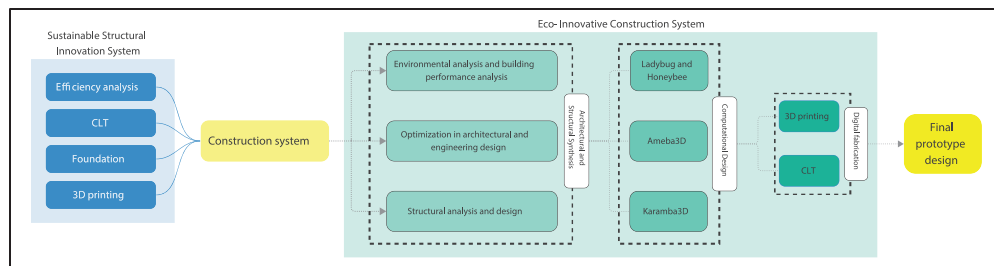 Eco-Innovative Construction System
Sustainable Structural
Innovation System
Efficiency analysis
CLT
Foundation
3D printing
Construction system
Environmental analysis and building
performance analysis
Optimization in architectural and
engineering design
Structural analysis and design
Architectural and
Structural Synthesis
Ladybug and
Honeybee
Ameba3D
Karamba3D
Computational Design
3D printing
CLT
Digital fabrication
Final
prototype
design